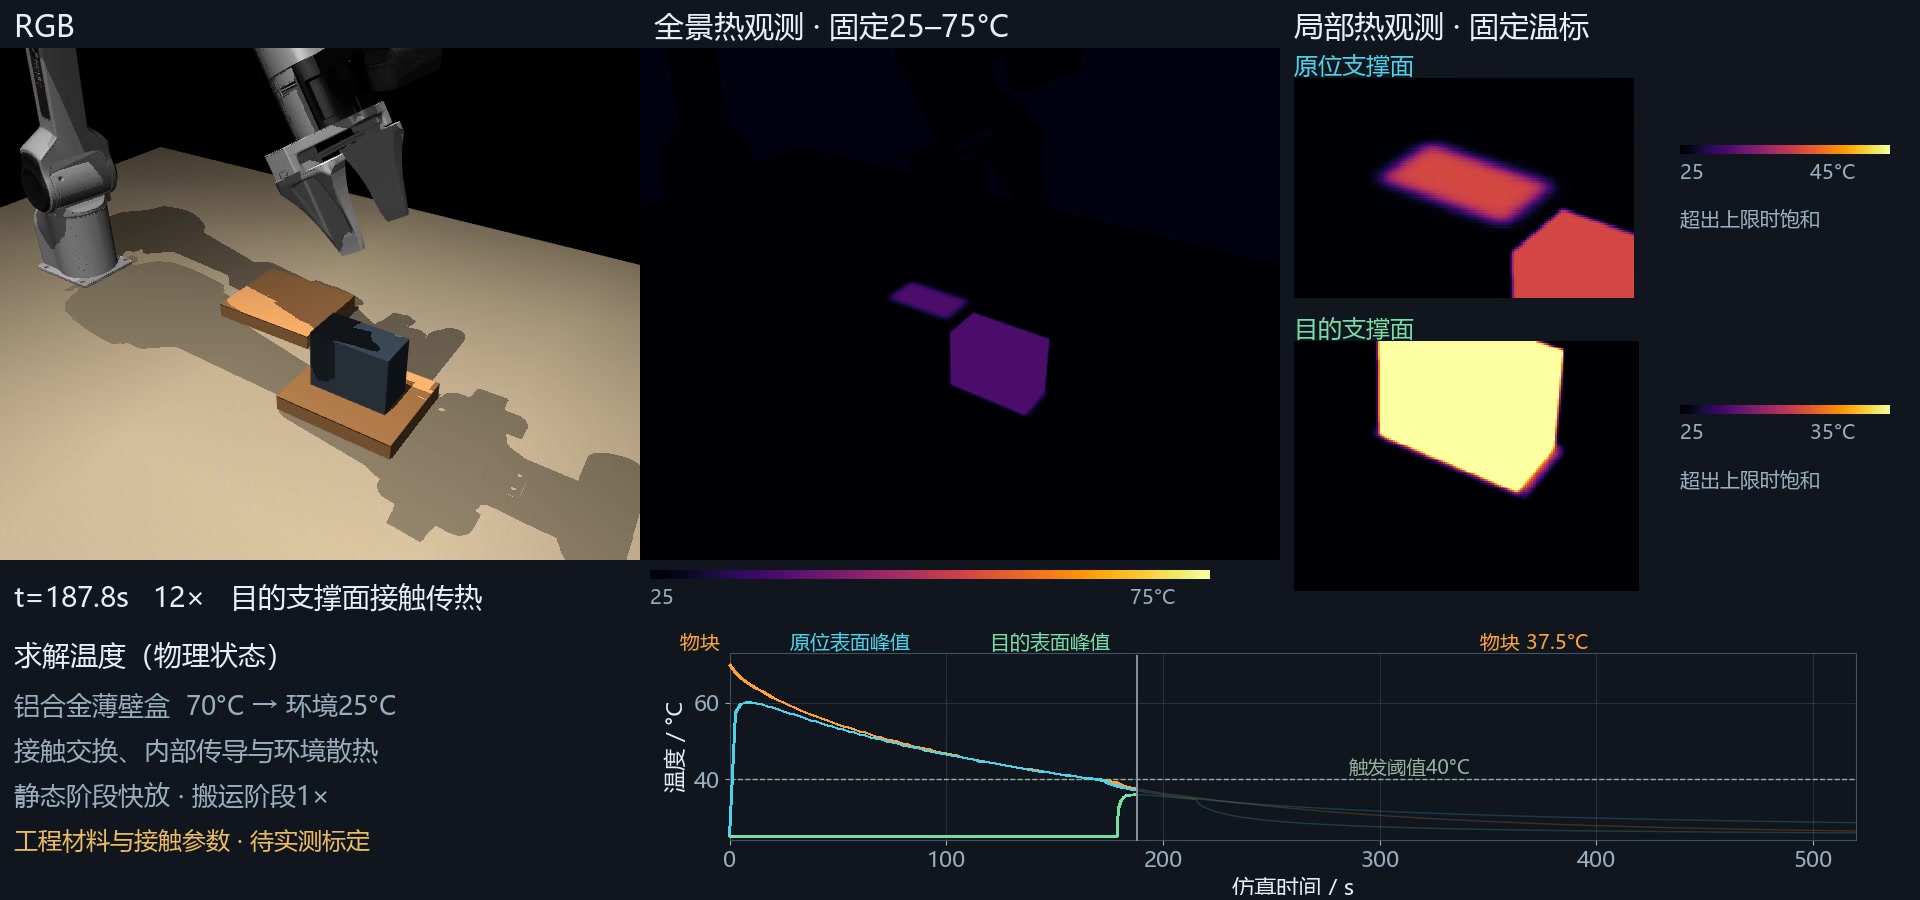 RGB
全景热观测 · 固定25–75°C
局部热观测 · 固定温标
原位支撑面
25
45°C
超出上限时饱和
目的支撑面
25
35°C
超出上限时饱和
25
75°C
t=187.8s 12× 目的支撑面接触传热
求解温度（物理状态）
铝合金薄壁盒 70°C → 环境25°C
接触交换、内部传导与环境散热
静态阶段快放 · 搬运阶段1×
工程材料与接触参数 · 待实测标定
物块
原位表面峰值
目的表面峰值
物块 37.5°C
温度 / °C
60
40
触发阈值40°C
0
100
200
300
400
500
仿真时间 / s